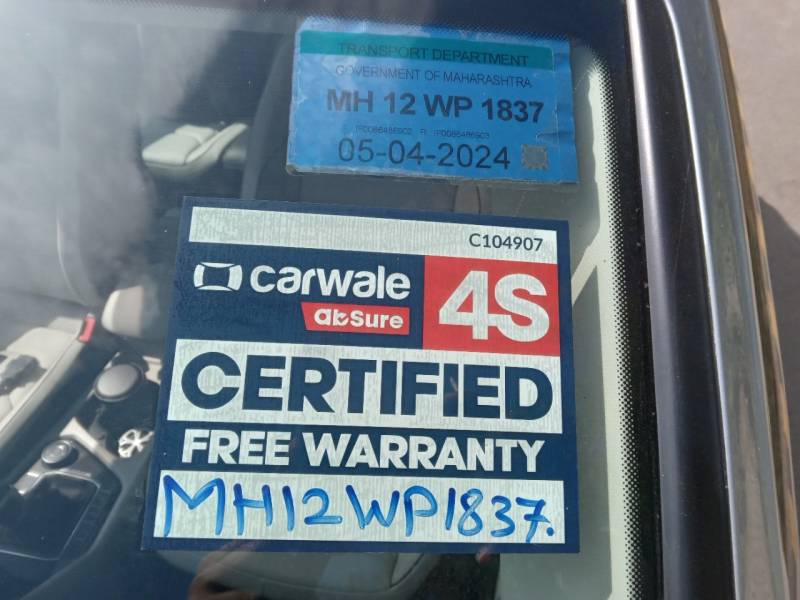 TRANSPORT DEPARTMENT
GOVERNMENT OF MAHARASHTRA
MH 12 WP 1837
05-04-2024
C104907
carwale
abSure
4S
CERTIFIED
FREE WARRANTY
MH12WP1837.